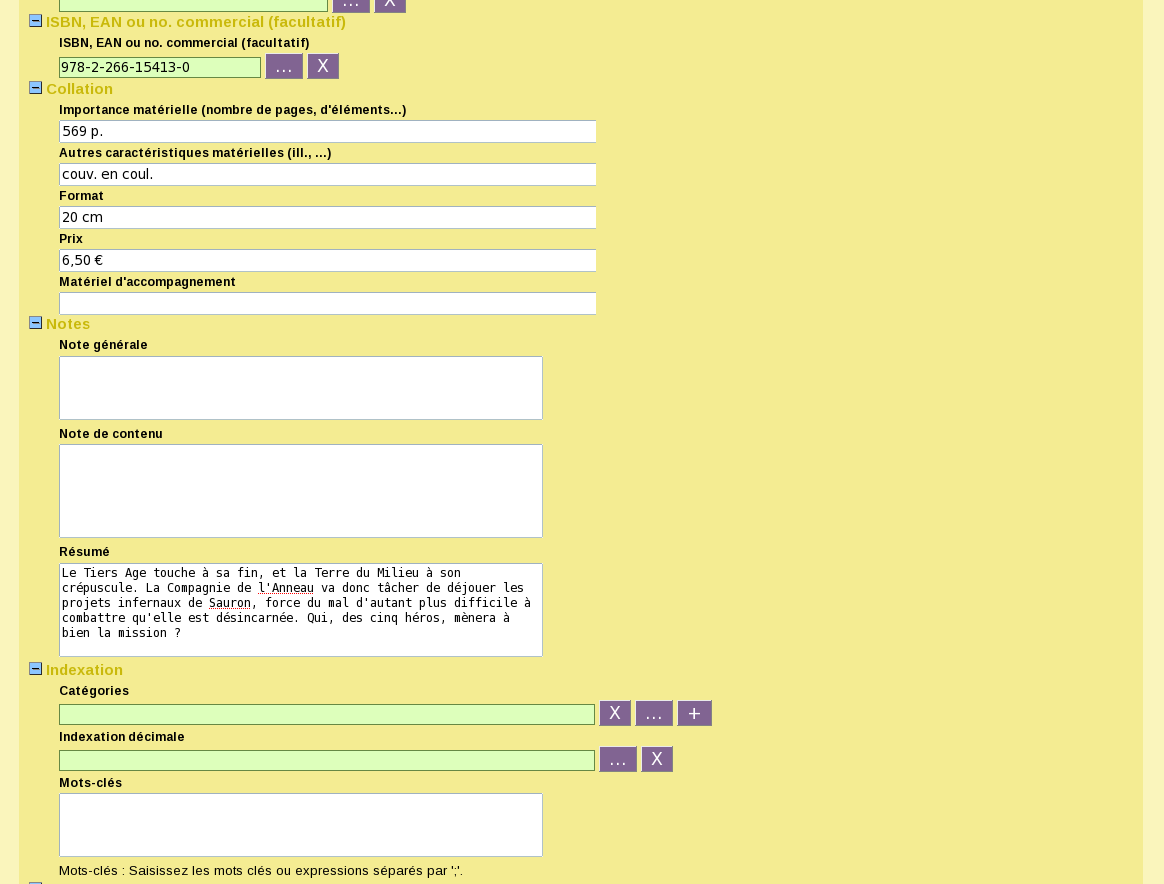 ... X
ISBN, EAN ou no. commercial (facultatif)
ISBN, EAN ou no. commercial (facultatif)
978-2-266-15413-0 ... X
Collation
Importance matérielle (nombre de pages, d'éléments...)
569 p.
Autres caractéristiques matérielles (ill., ...)
couv. en coul.
Format
20 cm
Prix
6,50 €
Matériel d'accompagnement
Notes
Note générale
Note de contenu
Résumé
Le Tiers Age touche à sa fin, et la Terre du Milieu à son
crépuscule. La Compagnie de l'Anneau va donc tâcher de déjouer les
projets infernaux de Sauron, force du mal d'autant plus difficile à
combattre qu'elle est désincarnée. Qui, des cinq héros, mènera à
bien la mission ?
Indexation
Catégories
X ... +
Indexation décimale
... X
Mots-clés
Mots-clés : Saisissez les mots clés ou expressions séparés par ';'.